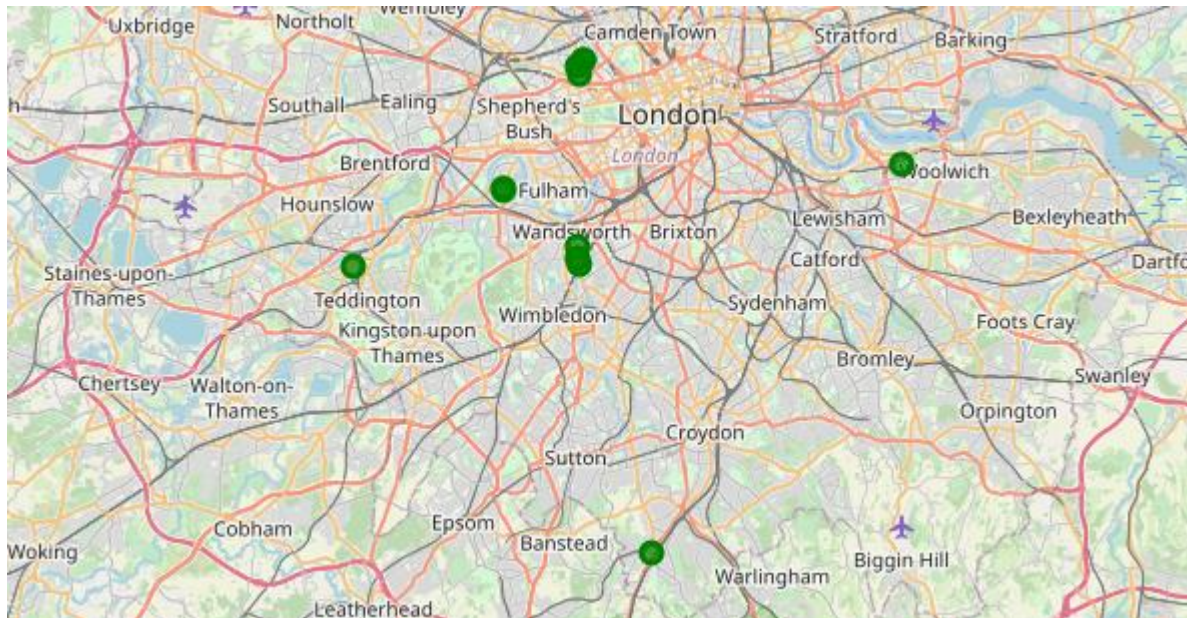 Wembley
Uxbridge
Northolt
Camden Town
Stratford
Barking
h
Southall
Ealing
Shepherd's
Bush
London
London
Brentford
Woolwich
Hounslow
Fulham
Lewisham
Bexleyheath
Wandsworth
Brixton
Catford
Dartfo
Staines-upon-
Thames
Teddington
Sydenham
Wimbledon
Kingston upon
Thames
Foots Cray
Bromley
Chertsey
Walton-on-
Thames
Swanley
Orpington
Croydon
Sutton
Epsom
Cobham
Banstead
Woking
Biggin Hill
Warlingham
Leatherhead